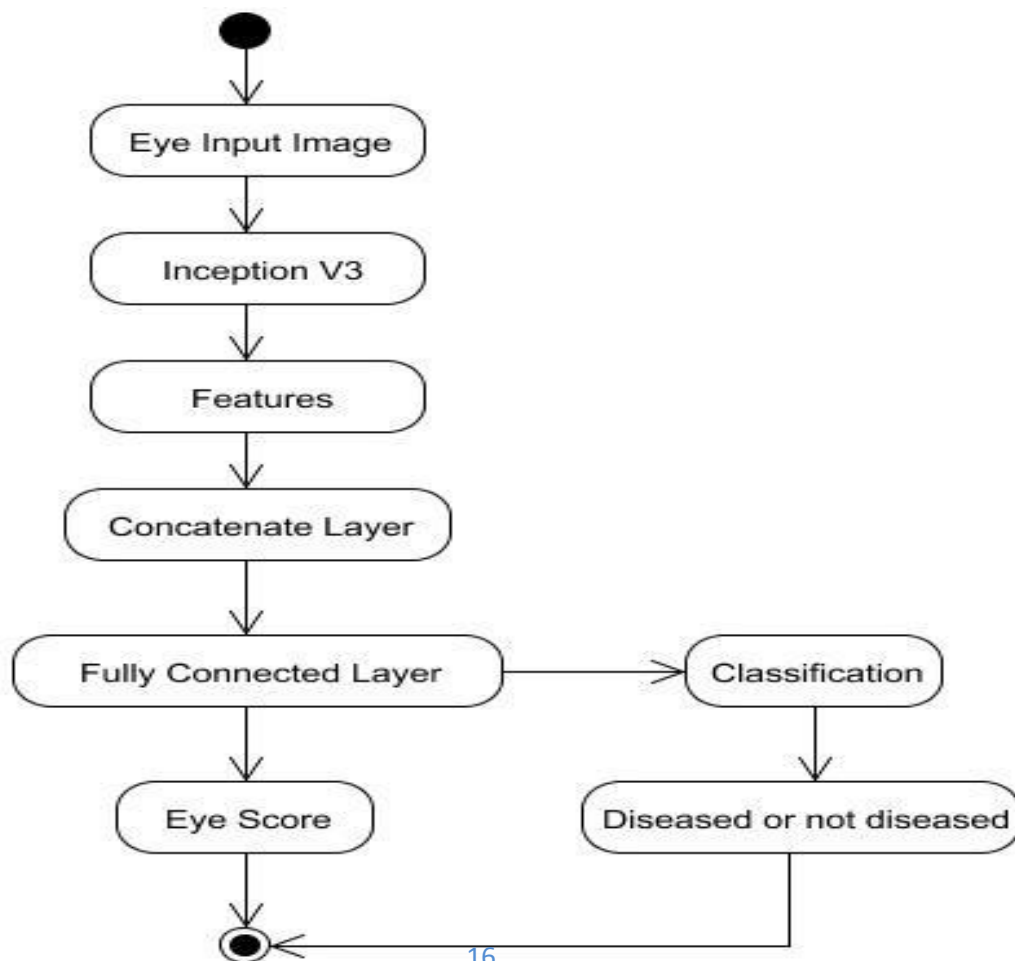 Eye Input Image
Inception V3
Features
Concatenate Layer
Fully Connected Layer
Classification
Eye Score
Diseased or not diseased
16